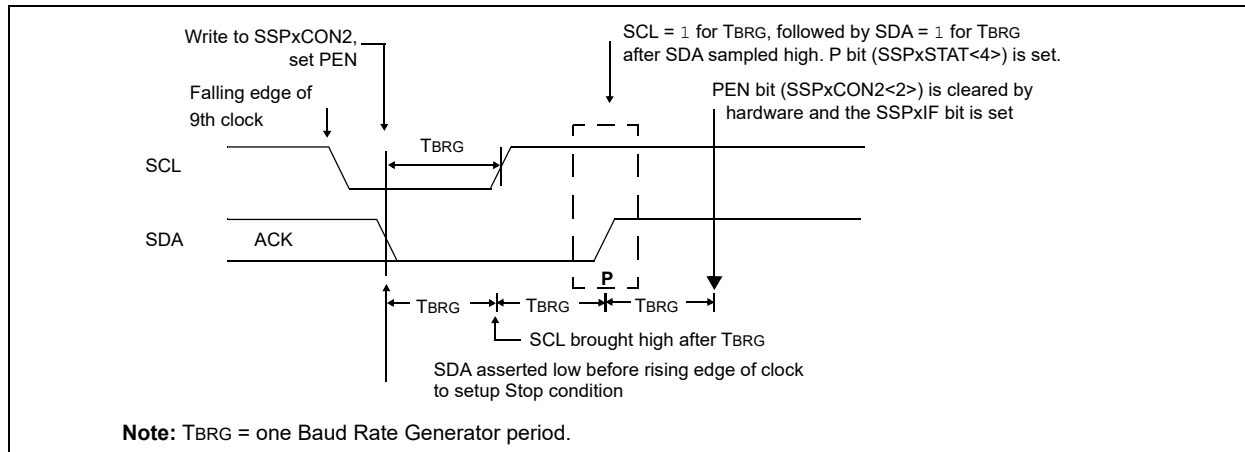 Write to SSPxCON2,
set PEN
SCL = 1 for TBRG, followed by SDA = 1 for TBRG
after SDA sampled high. P bit (SSPxSTAT<4>) is set.
Falling edge of
9th clock
PEN bit (SSPxCON2<2>) is cleared by
hardware and the SSPxIF bit is set
TBRG
SCL
SDA
ACK
P
TBRG
TBRG
TBRG
SCL brought high after TBRG
SDA asserted low before rising edge of clock
to setup Stop condition
Note: TBRG = one Baud Rate Generator period.